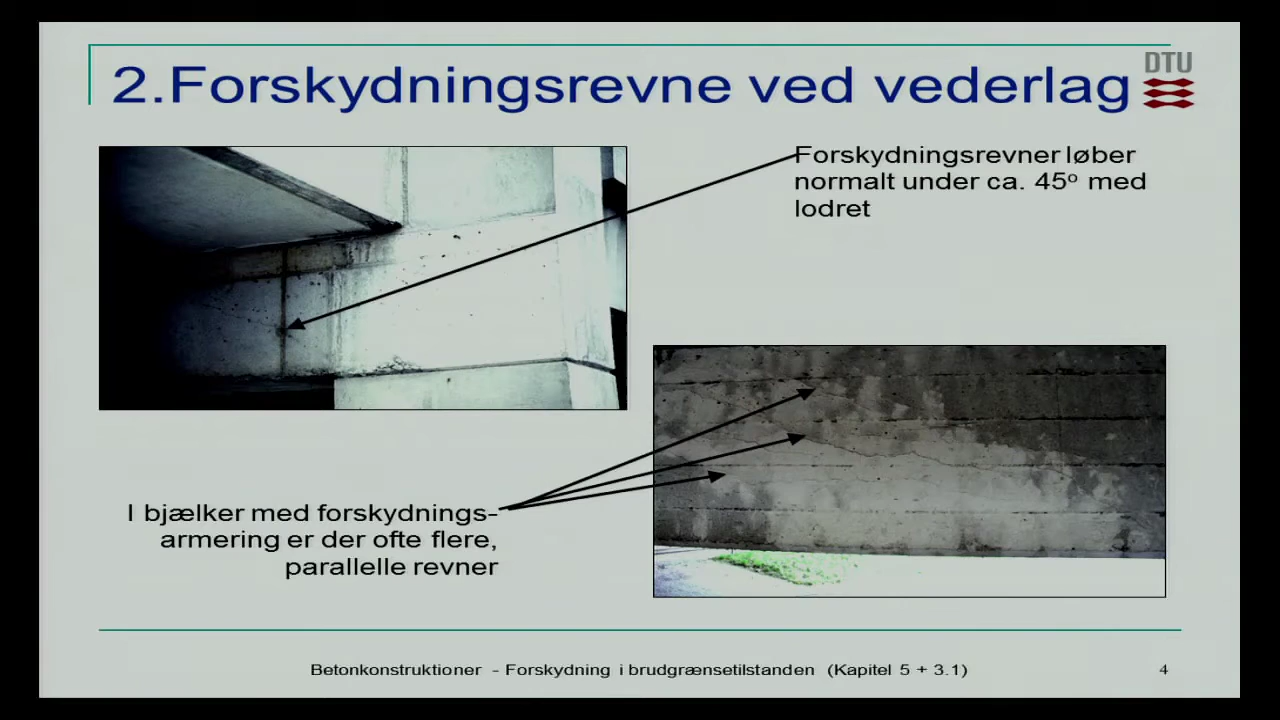 2.Forskydningsrevne ved vederlag
DTU
Forskydningsrevner løber
normalt under ca. 45º med
lodret
I bjælker med forskydnings-
armering er der ofte flere,
parallelle revner
Betonkonstruktioner - Forskydning i brudgrænsetilstanden (Kapitel 5 + 3.1)
4